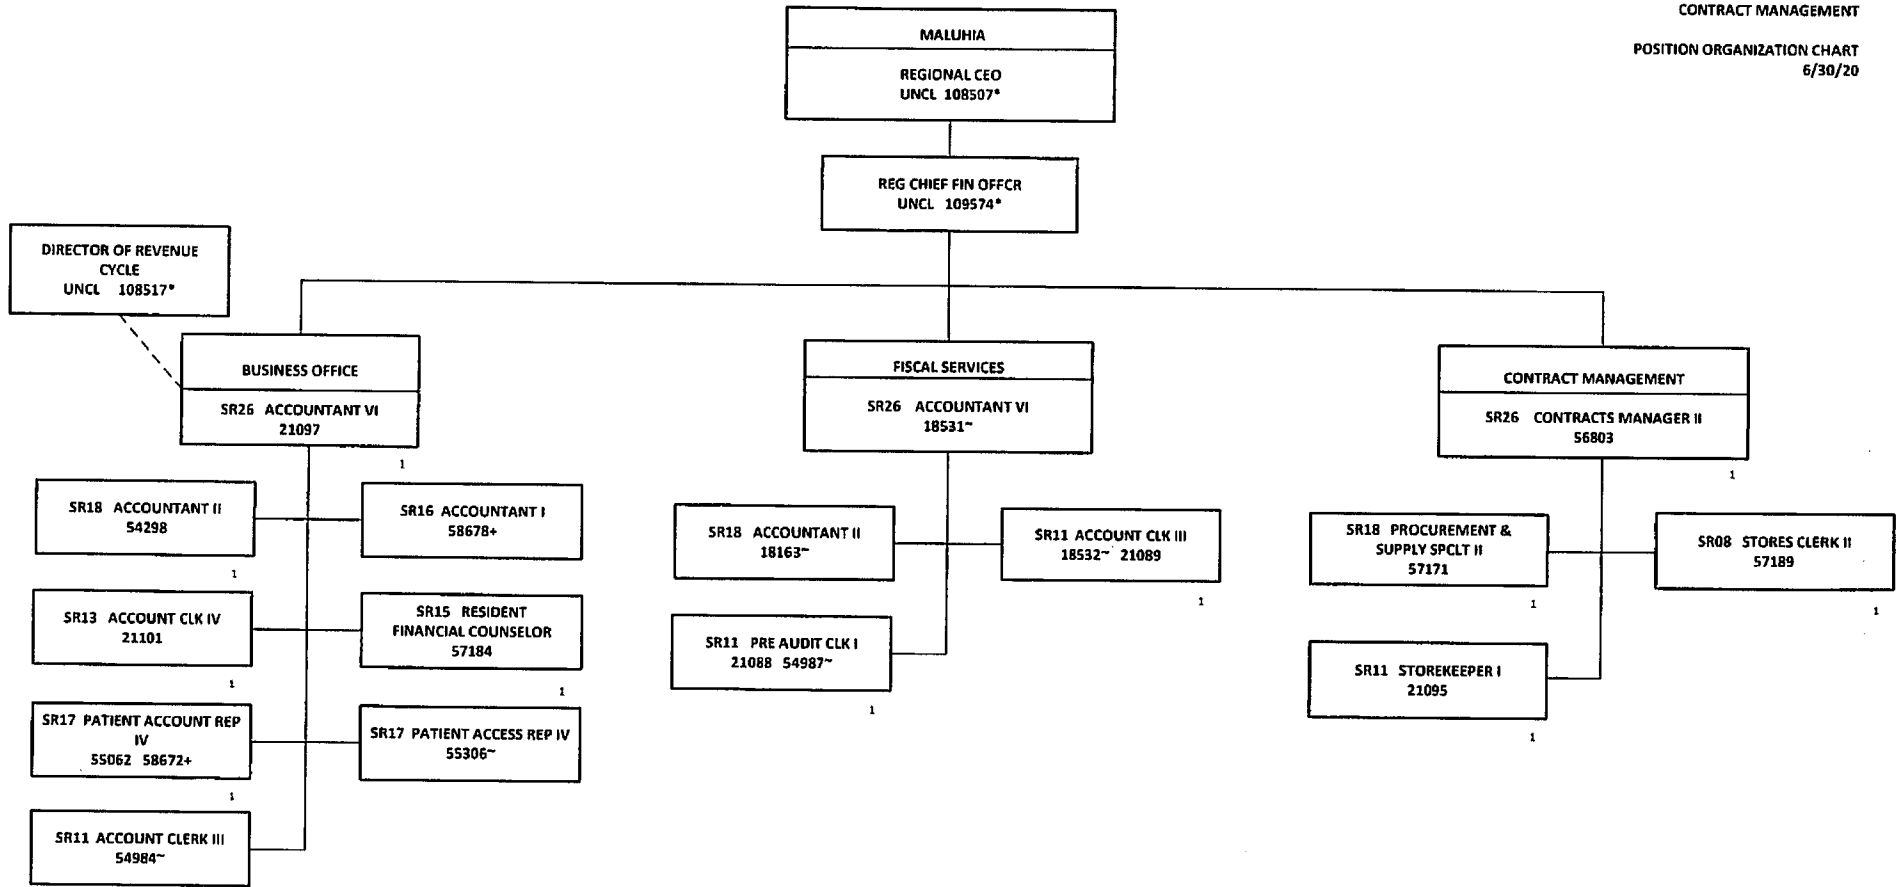 CONTRACT MANAGEMENT
POSITION ORGANIZATION CHART
6/30/20
MALUHIA
REGIONAL CEO
UNCL 108507*
REG CHIEF FIN OFFCR
UNCL 109574*
DIRECTOR OF REVENUE
CYCLE
UNCL 108517*
BUSINESS OFFICE
SR26 ACCOUNTANT VI
21097
1
SR18 ACCOUNTANT II
54298
1
SR16 ACCOUNTANT I
58678+
SR13 ACCOUNT CLK IV
21101
1
SR15 RESIDENT
FINANCIAL COUNSELOR
57184
1
SR17 PATIENT ACCOUNT REP
IV
55062 58672+
1
SR17 PATIENT ACCESS REP IV
55306~
SR11 ACCOUNT CLERK III
54984~
FISCAL SERVICES
SR26 ACCOUNTANT VI
18531~
SR18 ACCOUNTANT II
18163~
SR11 ACCOUNT CLK III
18532~ 21089
1
SR11 PRE AUDIT CLK I
21088 54987~
1
CONTRACT MANAGEMENT
SR26 CONTRACTS MANAGER II
56803
1
SR18 PROCUREMENT &
SUPPLY SPCLT II
57171
1
SR08 STORES CLERK II
57189
1
SR11 STOREKEEPER I
21095
1